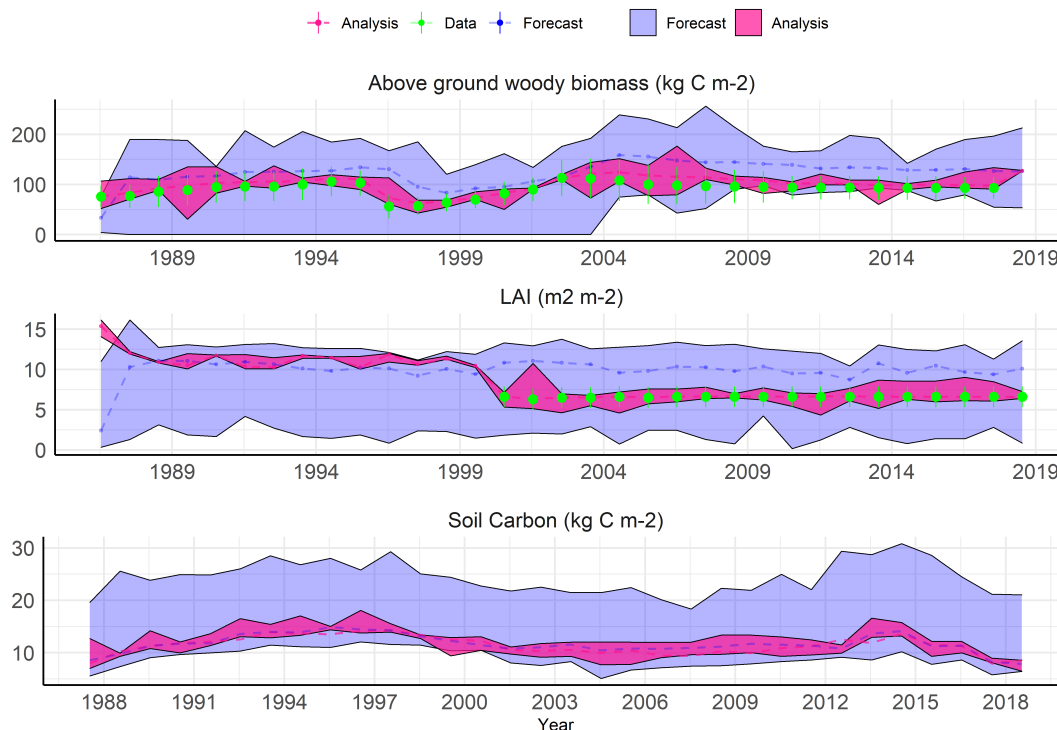 Analysis Data Forecast Forecast Analysis
Above ground woody biomass (kg C m-2)
200
100
0
1989 1994 1999 2004 2009 2014 2019
LAI (m2 m-2)
15
10
5
0
1989 1994 1999 2004 2009 2014 2019
Soil Carbon (kg C m-2)
30
20
10
1988 1991 1994 1997 2000 2003 2006 2009 2012 2015 2018
Year